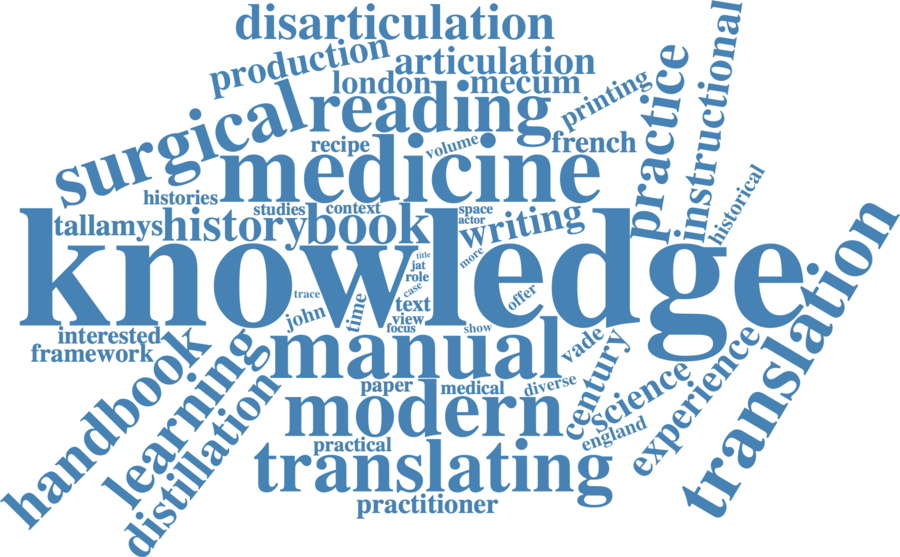 disarticulation
production
articulation
london
mecum
instructional
practice
printing
surgical
reading
recipe
volume
french
medicine
histories
studies
context
space
actor
historical
tallamys
history
book
writing
knowledge
title
more
jat
role
case
trace
offer
john
time
text
view
focus
show
translation
interested
framework
manual
vade
century
handbook
learning
distillation
paper
medical
diverse
science
experience
modern
england
practical
translating
practitioner